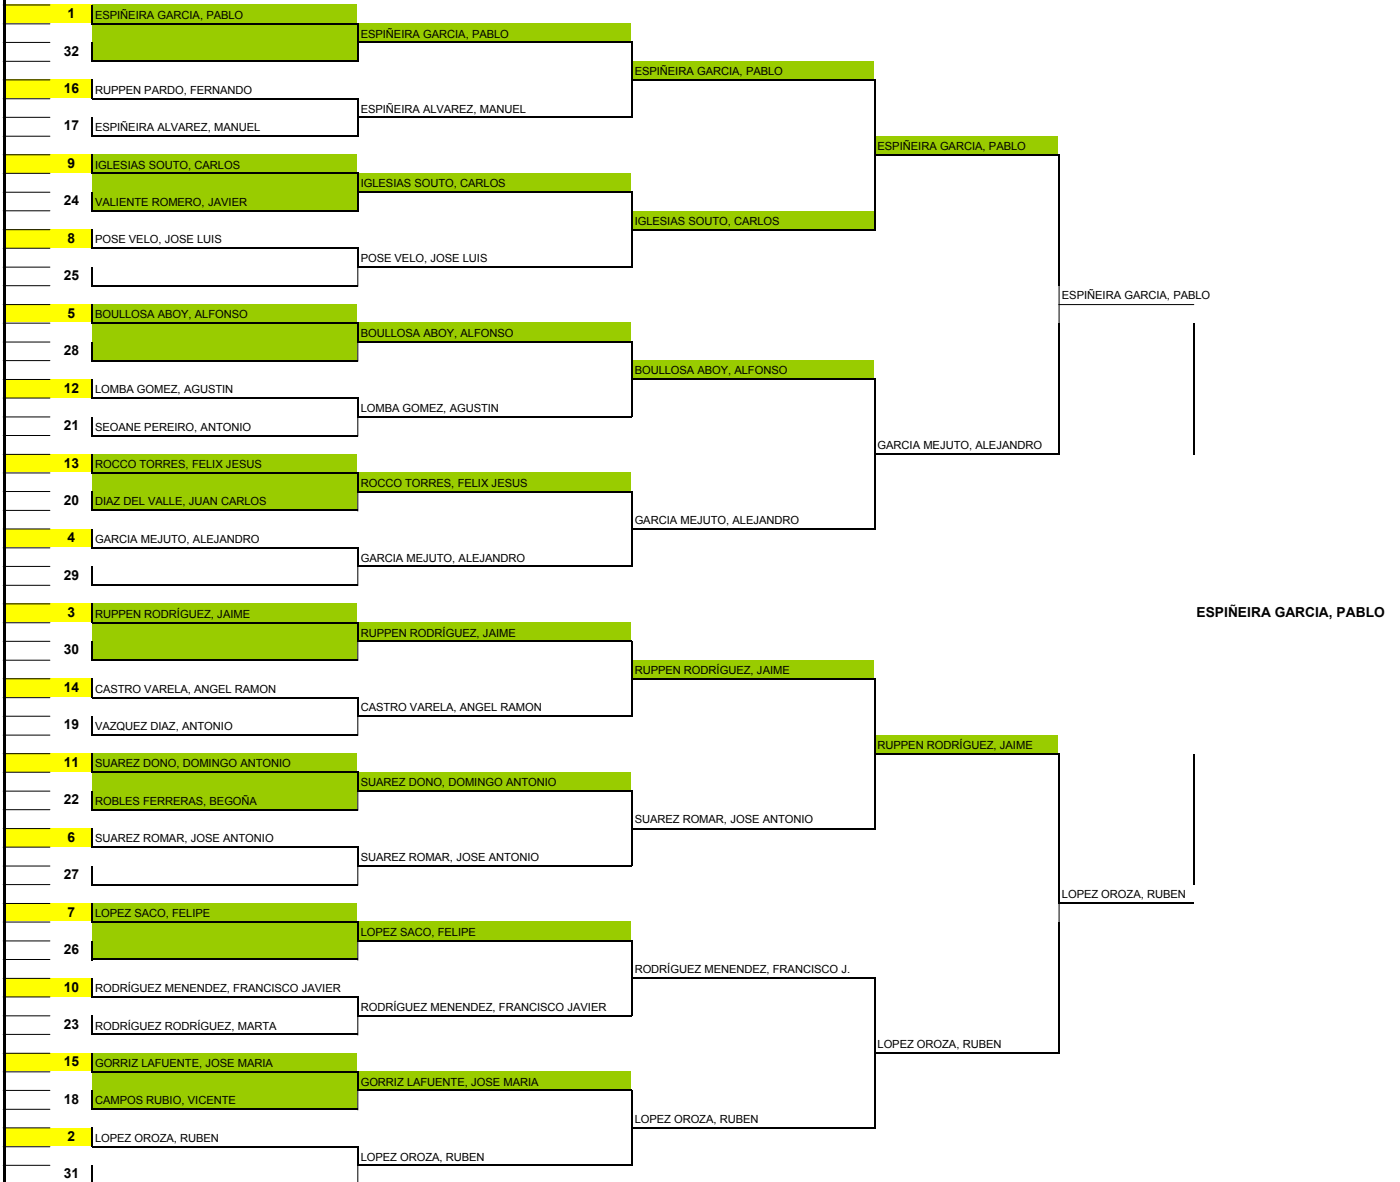 1 ESPIÑEIRA GARCIA, PABLO
ESPIÑEIRA GARCIA, PABLO
32
ESPIÑEIRA GARCIA, PABLO
16 RUPPEN PARDO, FERNANDO
ESPIÑEIRA ALVAREZ, MANUEL
17 ESPIÑEIRA ALVAREZ, MANUEL
ESPIÑEIRA GARCIA, PABLO
9 IGLESIAS SOUTO, CARLOS
IGLESIAS SOUTO, CARLOS
24 VALIENTE ROMERO, JAVIER
IGLESIAS SOUTO, CARLOS
8 POSE VELO, JOSE LUIS
POSE VELO, JOSE LUIS
25
ESPIÑEIRA GARCIA, PABLO
5 BOULLOSA ABOY, ALFONSO
BOULLOSA ABOY, ALFONSO
28
BOULLOSA ABOY, ALFONSO
12 LOMBA GOMEZ, AGUSTIN
LOMBA GOMEZ, AGUSTIN
21 SEOANE PEREIRO, ANTONIO
GARCIA MEJUTO, ALEJANDRO
13 ROCCO TORRES, FELIX JESUS
ROCCO TORRES, FELIX JESUS
20 DIAZ DEL VALLE, JUAN CARLOS
GARCIA MEJUTO, ALEJANDRO
4 GARCIA MEJUTO, ALEJANDRO
GARCIA MEJUTO, ALEJANDRO
29
3 RUPPEN RODRÍGUEZ, JAIME
ESPIÑEIRA GARCIA, PABLO
RUPPEN RODRÍGUEZ, JAIME
30
RUPPEN RODRÍGUEZ, JAIME
14 CASTRO VARELA, ANGEL RAMON
CASTRO VARELA, ANGEL RAMON
19 VAZQUEZ DIAZ, ANTONIO
RUPPEN RODRÍGUEZ, JAIME
11 SUAREZ DONO, DOMINGO ANTONIO
SUAREZ DONO, DOMINGO ANTONIO
22 ROBLES FERRERAS, BEGOÑA
SUAREZ ROMAR, JOSE ANTONIO
6 SUAREZ ROMAR, JOSE ANTONIO
SUAREZ ROMAR, JOSE ANTONIO
27
LOPEZ OROZA, RUBEN
7 LOPEZ SACO, FELIPE
LOPEZ SACO, FELIPE
26
RODRÍGUEZ MENENDEZ, FRANCISCO J.
10 RODRÍGUEZ MENENDEZ, FRANCISCO JAVIER
RODRÍGUEZ MENENDEZ, FRANCISCO JAVIER
23 RODRÍGUEZ RODRÍGUEZ, MARTA
LOPEZ OROZA, RUBEN
15 GORRIZ LAFUENTE, JOSE MARIA
GORRIZ LAFUENTE, JOSE MARIA
18 CAMPOS RUBIO, VICENTE
LOPEZ OROZA, RUBEN
2 LOPEZ OROZA, RUBEN
LOPEZ OROZA, RUBEN
31